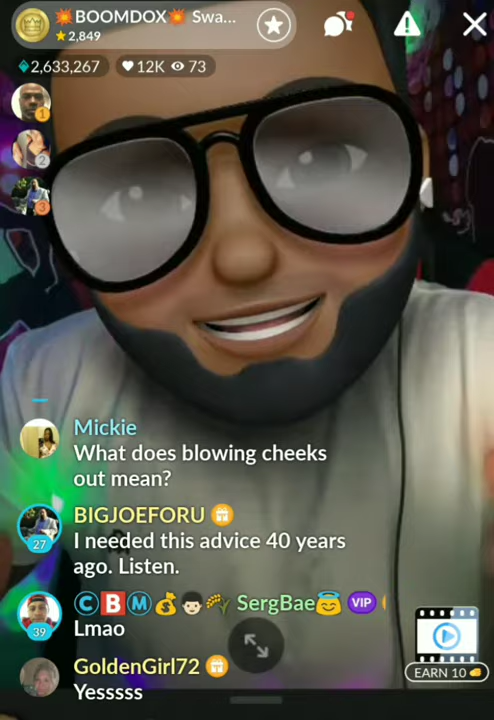 💥BOOMDOX💥 Swa...
★2,849
2,633,267 ♥12K 73
1
2
3
Mickie
What does blowing cheeks
out mean?
BIGJOEFORU
27
I needed this advice 40 years
ago. Listen.
C B M 💰👨🏻🌾 SergBae😇 VIP
39
Lmao
EARN 10
GoldenGirl72
Yesssss